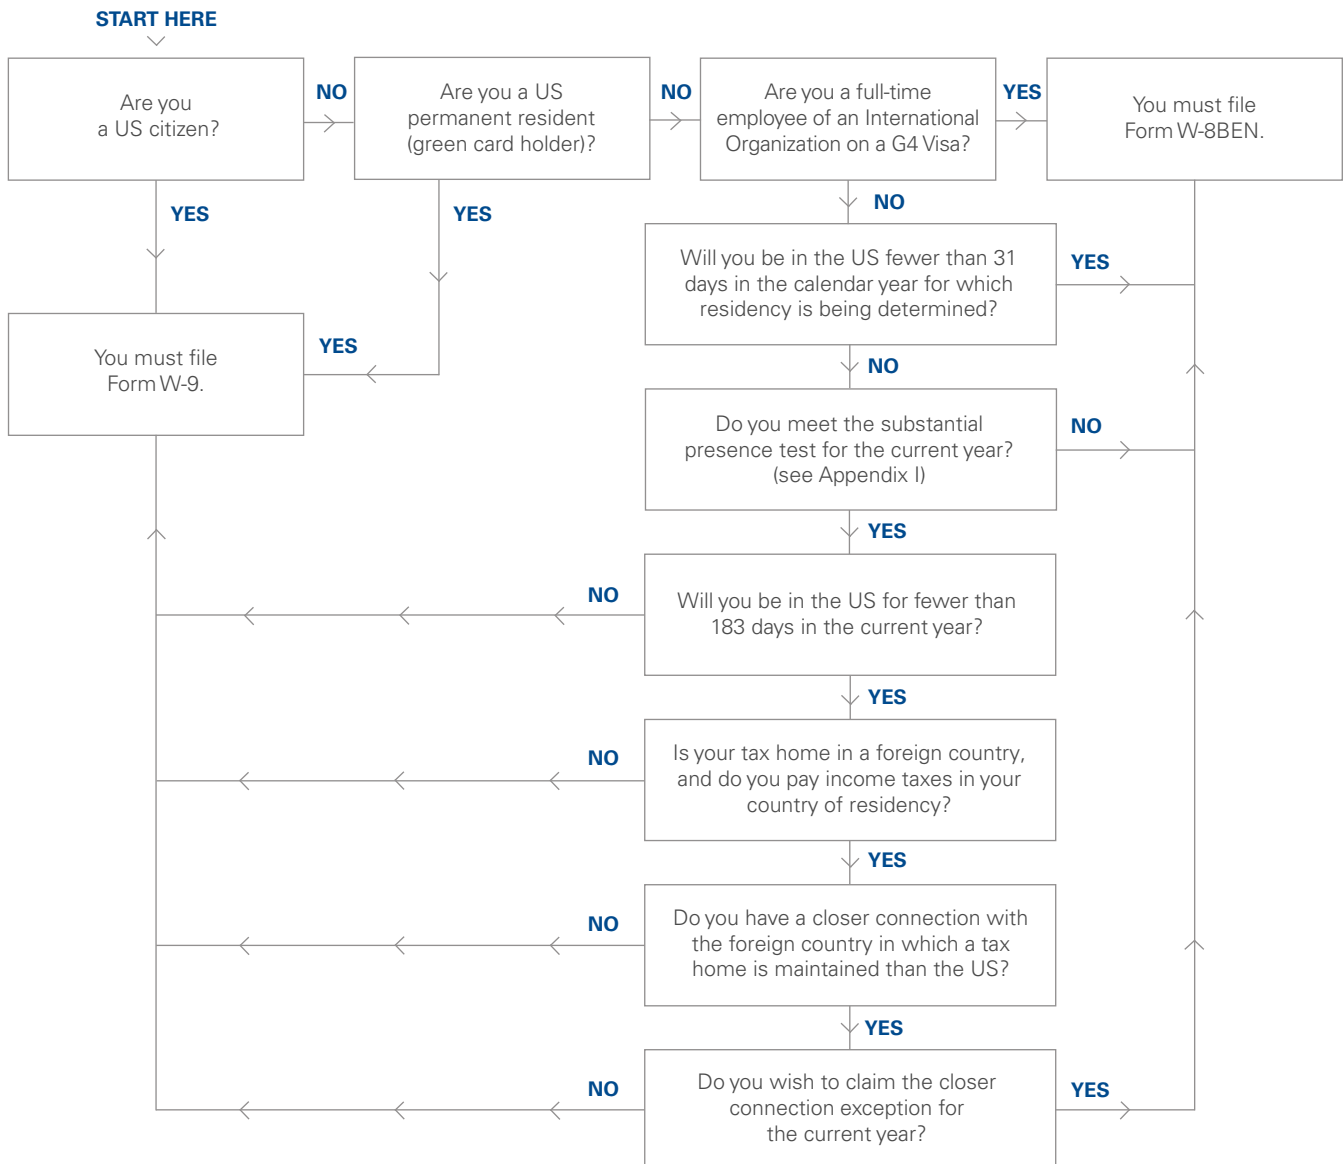 START HERE
Are you
a US citizen?
NO
Are you a US
permanent resident
(green card holder)?
NO
Are you a full-time
employee of an International
Organization on a G4 Visa?
YES
You must file
Form W-8BEN.
YES
YES
NO
Will you be in the US fewer than 31
days in the calendar year for which
residency is being determined?
YES
You must file
Form W-9.
YES
NO
Do you meet the substantial
presence test for the current year?
(see Appendix I)
NO
YES
NO
Will you be in the US for fewer than
183 days in the current year?
YES
NO
Is your tax home in a foreign country,
and do you pay income taxes in your
country of residency?
YES
NO
Do you have a closer connection with
the foreign country in which a tax
home is maintained than the US?
YES
NO
Do you wish to claim the closer
connection exception for
the current year?
YES